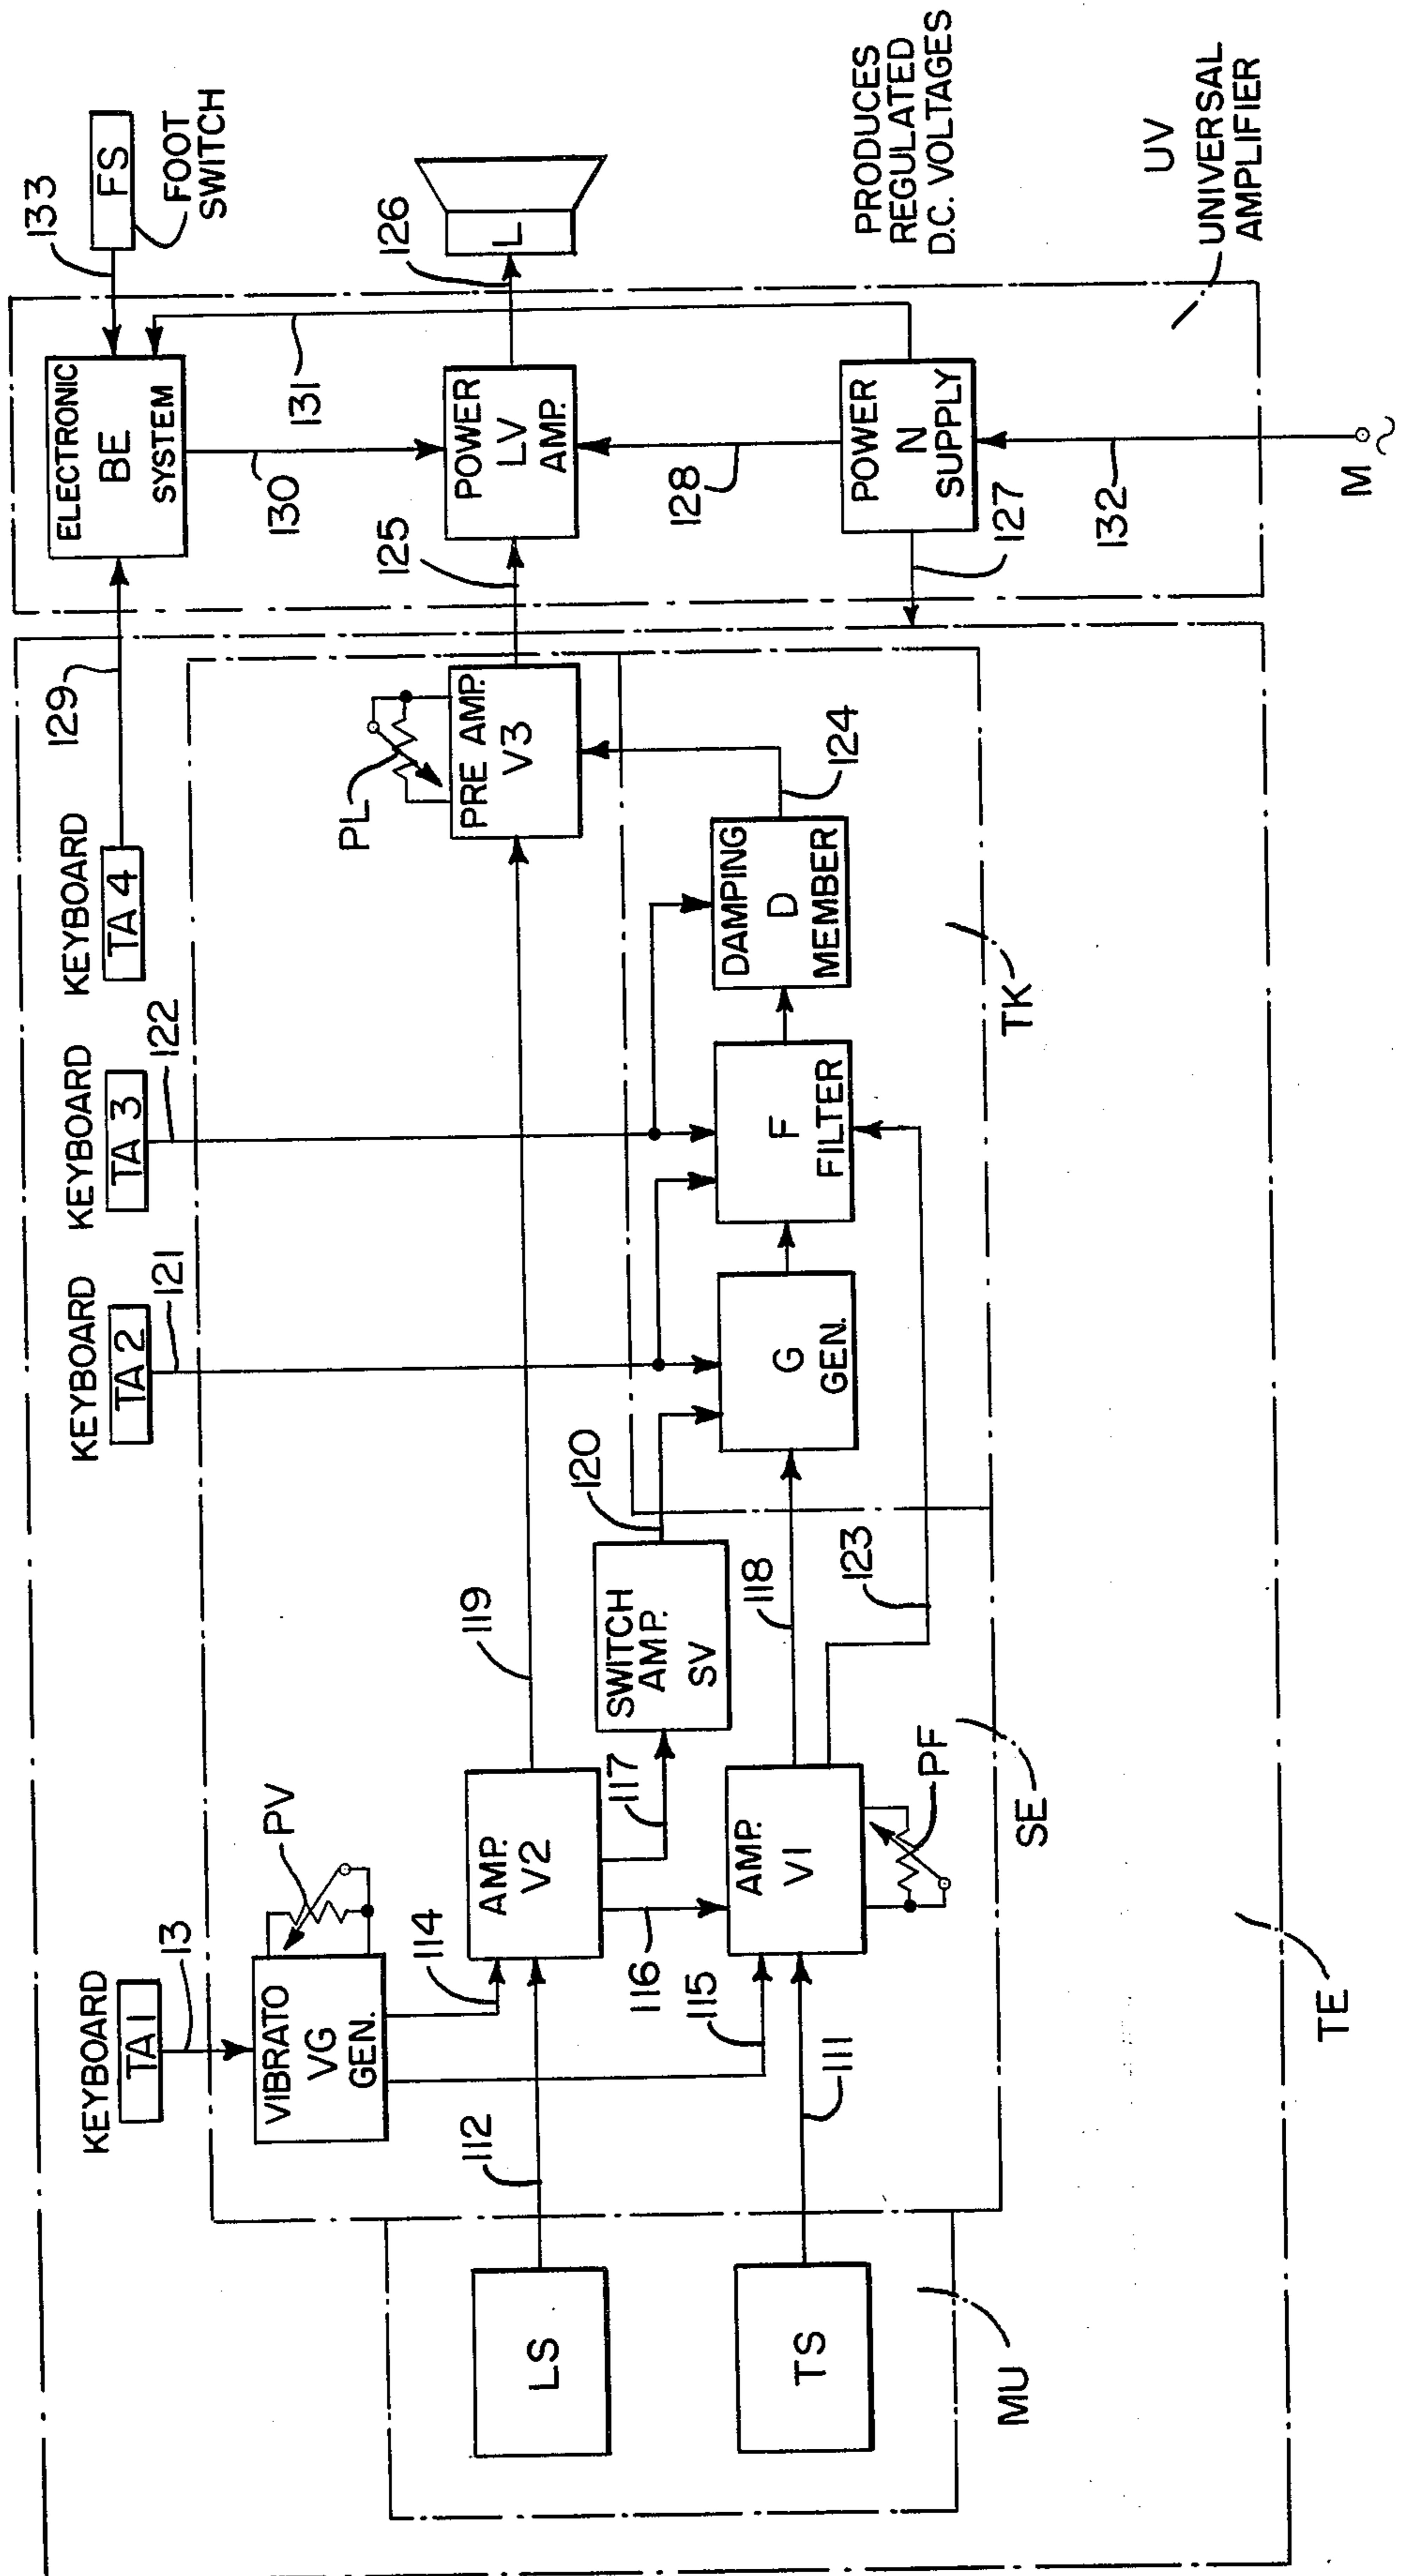 KEYBOARD
TA 1
13
VIBRATO
VG
GEN.
PV
114
115
112
111
LS
TS
MU
AMP.
V2
116
117
AMP.
V1
PF
SE
TE
119
SWITCH
AMP.
SV
120
118
123
KEYBOARD
TA 2
121
G
GEN.
KEYBOARD
TA 3
122
F
FILTER
DAMPING
D
MEMBER
124
TK
KEYBOARD
TA 4
129
PL
PRE AMP.
V3
125
ELECTRONIC
BE
SYSTEM
133
FS
FOOT
SWITCH
130
131
POWER
LV
AMP.
126
L
128
POWER
N
SUPPLY
127
132
M
PRODUCES
REGULATED
D.C. VOLTAGES
UV
UNIVERSAL
AMPLIFIER